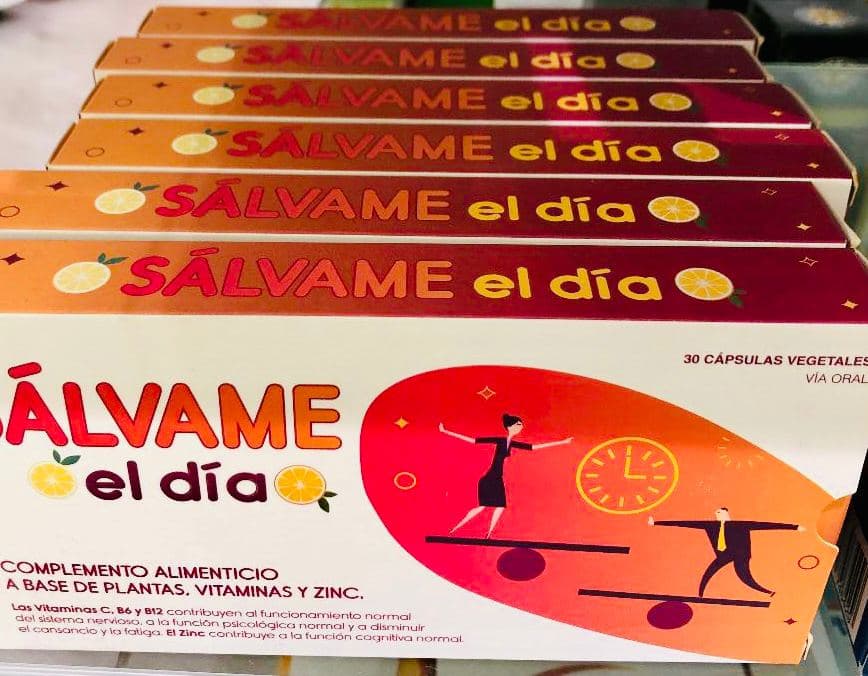 SÁLVAME el día
SÁLVAME el día
SÁLVAME el día
SÁLVAME el día
SÁLVAME el día
SÁLVAME el día
30 CÁPSULAS VEGETALES
VÍA ORAL
SÁLVAME
el día
COMPLEMENTO ALIMENTICIO
A BASE DE PLANTAS, VITAMINAS Y ZINC.
Las Vitaminas C, B6 y B12 contribuyen al funcionamiento normal
del sistema nervioso, a la función psicológica normal y a disminuir
el cansancio y la fatiga. El Zinc contribuye a la función cognitiva normal.